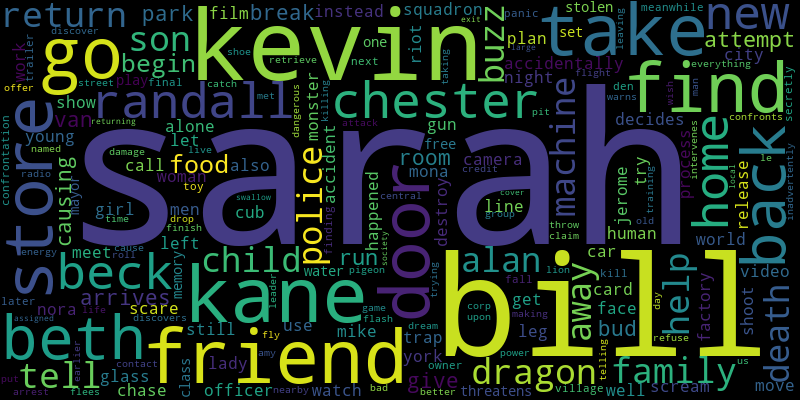 return park film break instead squadron buzz take new
go son kevin riot plan stolen attempt
work trailer offer begin accidentally set leaving panic meanwhile exit
discover street play final one next retrieve shoe city everything
store show randall chester find
van met catch night den warns wish man secretly
confrontation young alone let live dangerous monster gun pit decides confronts
returning damage call food also killing attack room camera free machine home back
named radio mayor toy woman police accident mona credit process release intervenes local le
sarah
causing time girl men cub swallow central line cover jerome try human training old inadvertently
energy cause roll drop finish door happened destroy group throw claim society
beck meet left child run alan lion car help world video death
later arrives memory water pigeon finding trying corp upon fall kill card
assigned nora life scare kane leader game get away face factory day shoot
beth discovers still use mike flash dream making leg bud refuse
earlier contact glass class lady fly amy trap york power village telling us
put tell chase friend officer nearby watch bad give owner better dragon threatens family well scream move
arrest flees large bill